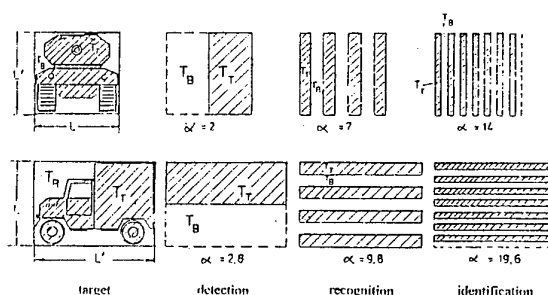 T_B
L'
T_T
T_B
T_B
T_T
T_T
T_B
T_T
L
α = 2
α = 7
α = 14
T_B
T_T
T_T
T_B
T_T
T_B
L'
α = 2,8
α = 9,8
α = 19,6
target
detection
recognition
identification